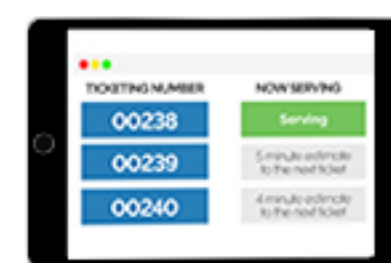 TICKETING NUMBER NOW SERVING
00238 Serving
00239 5 minute estimate
to the next ticket
00240 4 minute estimate
to the next ticket